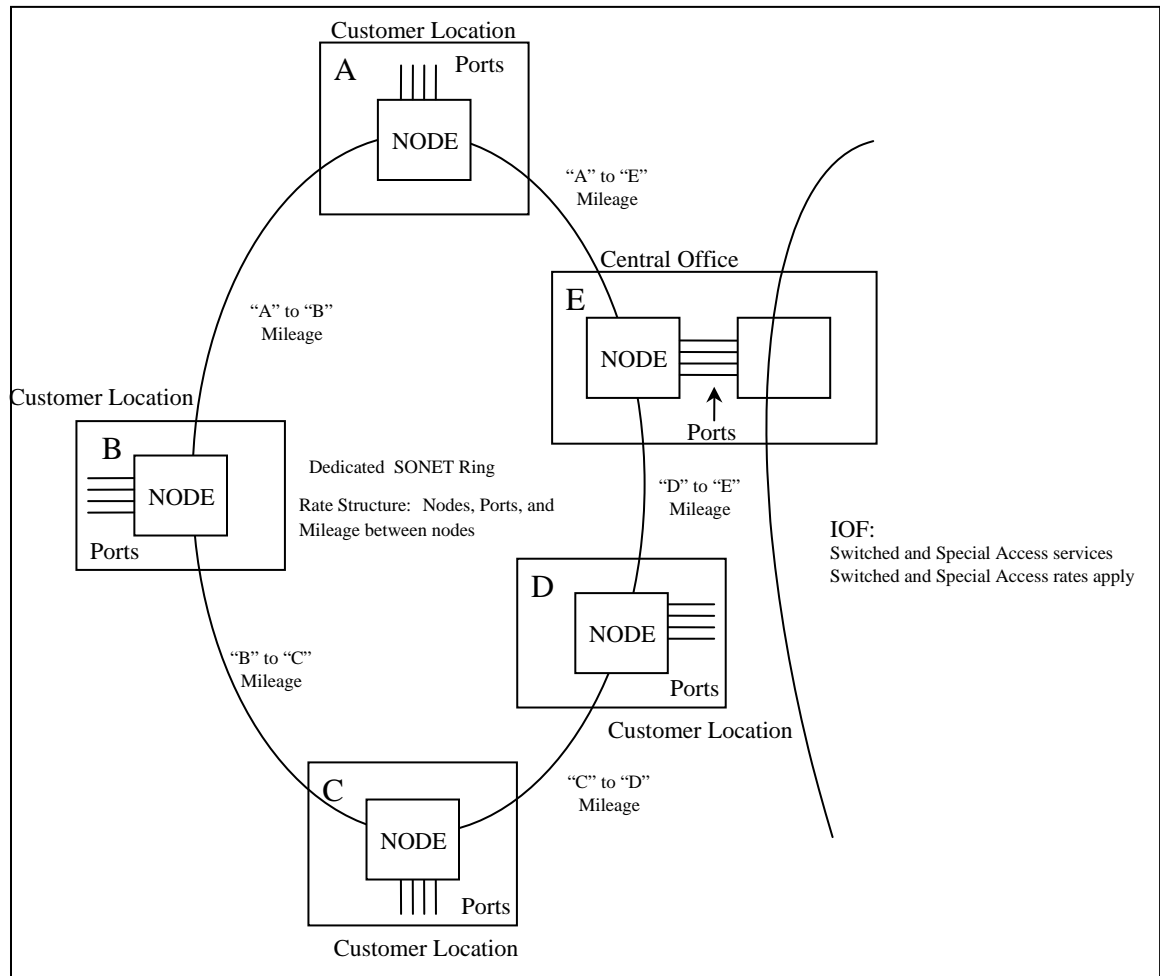 Customer Location
A
Ports
NODE
“A” to “E”
Mileage
Central Office
E
NODE
Ports
“A” to “B”
Mileage
Customer Location
B
NODE
Ports
Dedicated SONET Ring
Rate Structure: Nodes, Ports, and
Mileage between nodes
“D” to “E”
Mileage
IOF:
Switched and Special Access services
Switched and Special Access rates apply
D
NODE
Ports
Customer Location
“B” to “C”
Mileage
“C” to “D”
Mileage
C
NODE
Ports
Customer Location